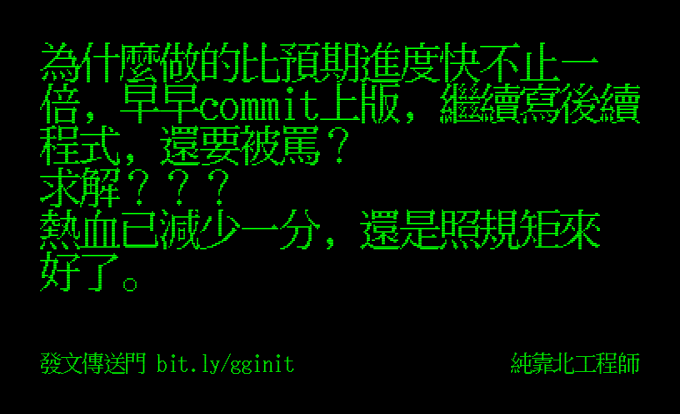 為什麼做的比預期進度快不止一
倍，早早commit上版，繼續寫後續
程式，還要被罵？
求解？？？
熱血已減少一分，還是照規矩來
好了。
發文傳送門 bit.ly/gginit
純靠北工程師